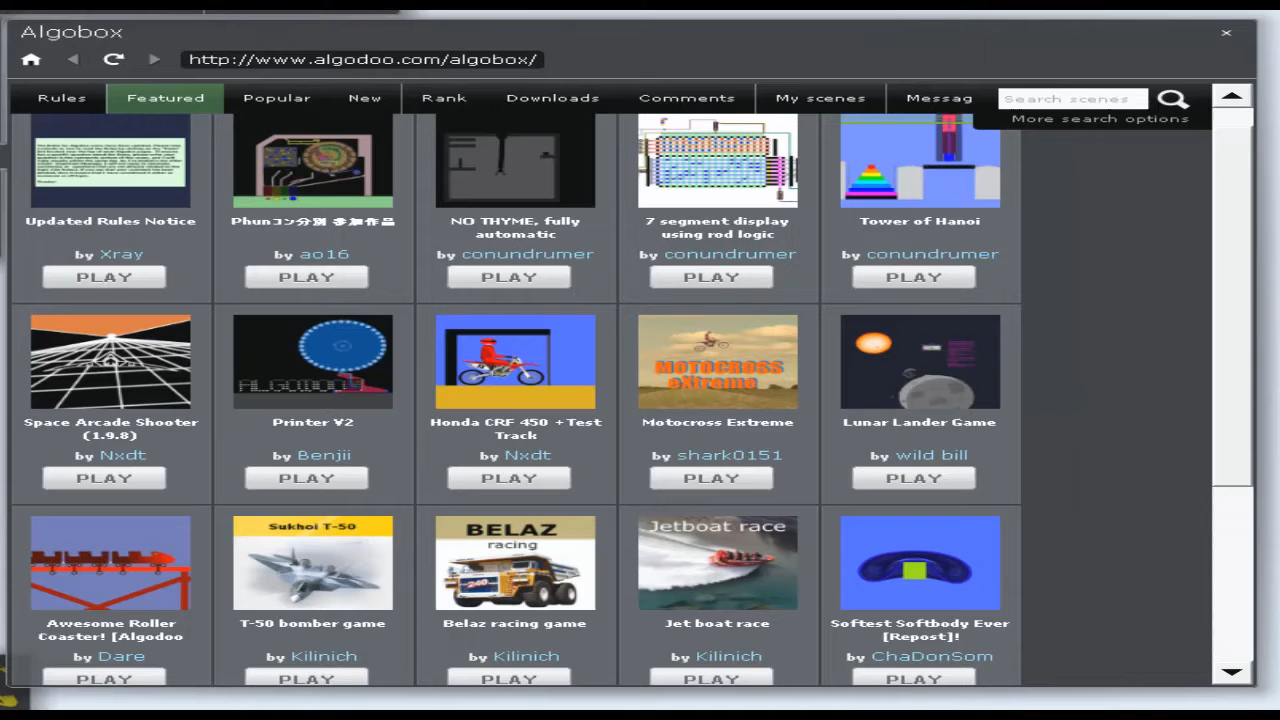 Algobox
http://www.algodoo.com/algobox/
Rules Featured Popular New Rank Downloads Comments My scenes Messag Search scenes
More search options
Updated Rules Notice
by Xray
PLAY
Phunコン分別 参加作品
by ao16
PLAY
NO THYME, fully
automatic
by conundrumer
PLAY
7 segment display
using rod logic
by conundrumer
PLAY
Tower of Hanoi
by conundrumer
PLAY
Space Arcade Shooter
(1.9.8)
by Nxdt
PLAY
ALGODOO
Printer V2
by Benjii
PLAY
Honda CRF 450 +Test
Track
by Nxdt
PLAY
MOTOCROSS
eXtreme
Motocross Extreme
by shark0151
PLAY
Lunar Lander Game
by wild bill
PLAY
Awesome Roller
Coaster! [Algodoo
by Dare
PLAY
Sukhoi T-50
T-50 bomber game
by Kilinich
PLAY
BELAZ
racing
240
Belaz racing game
by Kilinich
PLAY
Jetboat race
Jet boat race
by Kilinich
PLAY
Softest Softbody Ever
[Repost]!
by ChaDonSom
PLAY